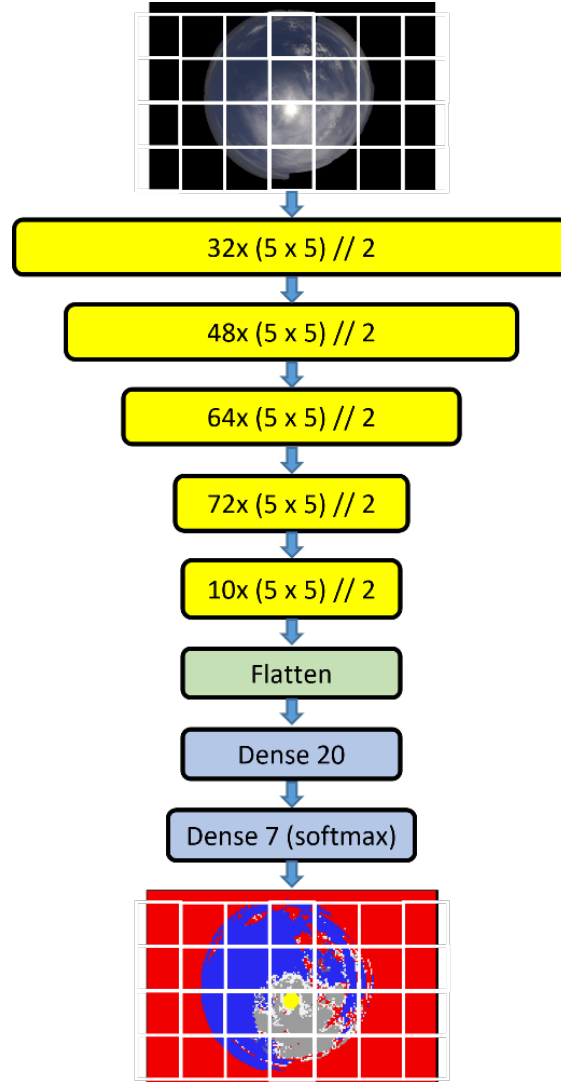 32x (5 x 5) // 2
48x (5 x 5) // 2
64x (5 x 5) // 2
72x (5 x 5) // 2
10x (5 x 5) // 2
Flatten
Dense 20
Dense 7 (softmax)